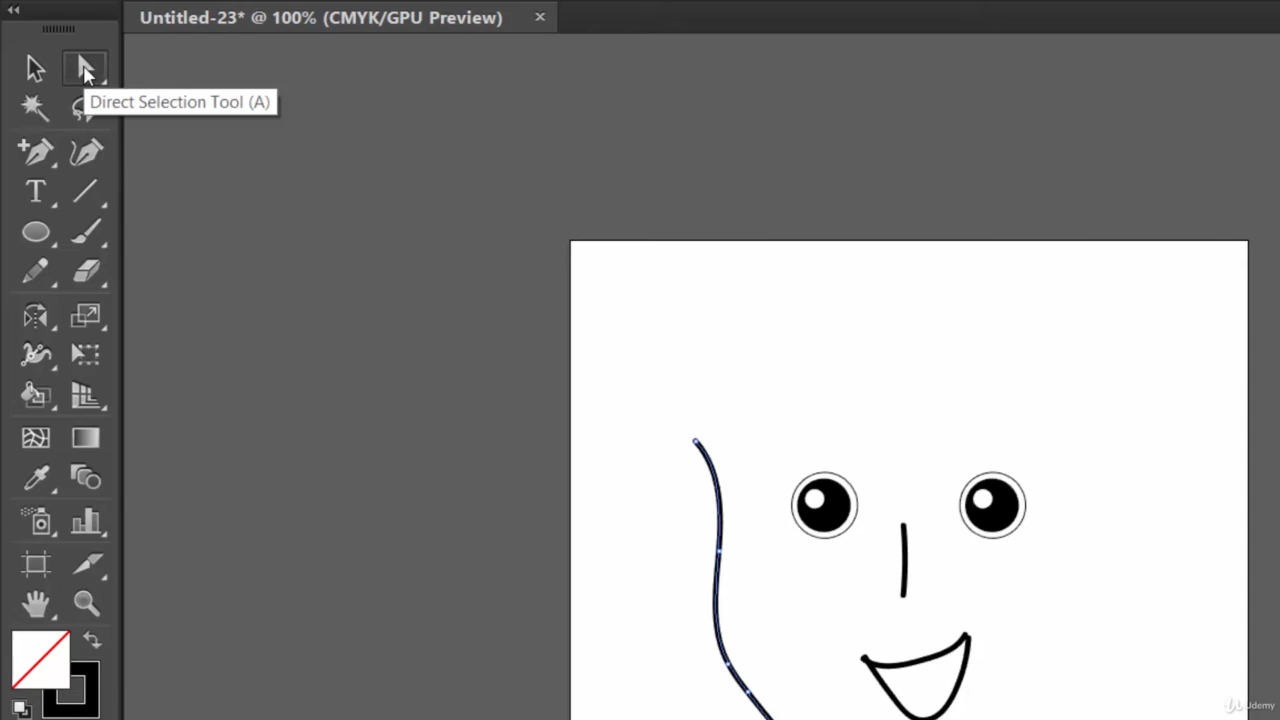 Untitled-23* @ 100% (CMYK/GPU Preview)
Direct Selection Tool (A)
Udemy